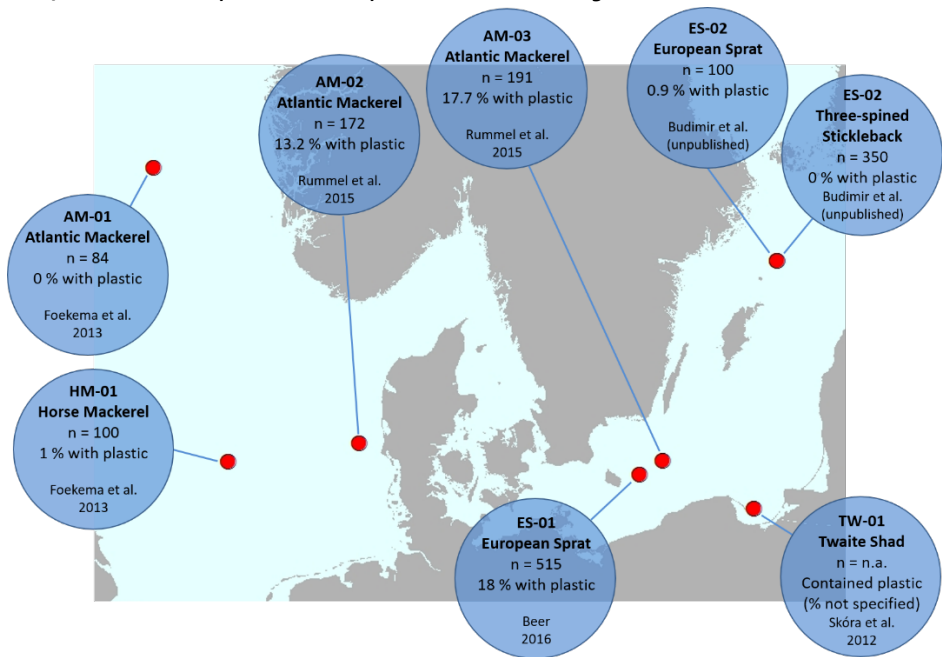 AM-01
Atlantic Mackerel
n = 84
0 % with plastic
Foekema et al.
2013
HM-01
Horse Mackerel
n = 100
1 % with plastic
Foekema et al.
2013
AM-02
Atlantic Mackerel
n = 172
13.2 % with plastic
Rummel et al.
2015
AM-03
Atlantic Mackerel
n = 191
17.7 % with plastic
Rummel et al.
2015
ES-02
European Sprat
n = 100
0.9 % with plastic
Budimir et al.
(unpublished)
ES-02
Three-spined
Stickleback
n = 350
0 % with plastic
Budimir et al.
(unpublished)
ES-01
European Sprat
n = 515
18 % with plastic
Beer
2016
TW-01
Twaite Shad
n = n.a.
Contained plastic
(% not specified)
Skóra et al.
2012